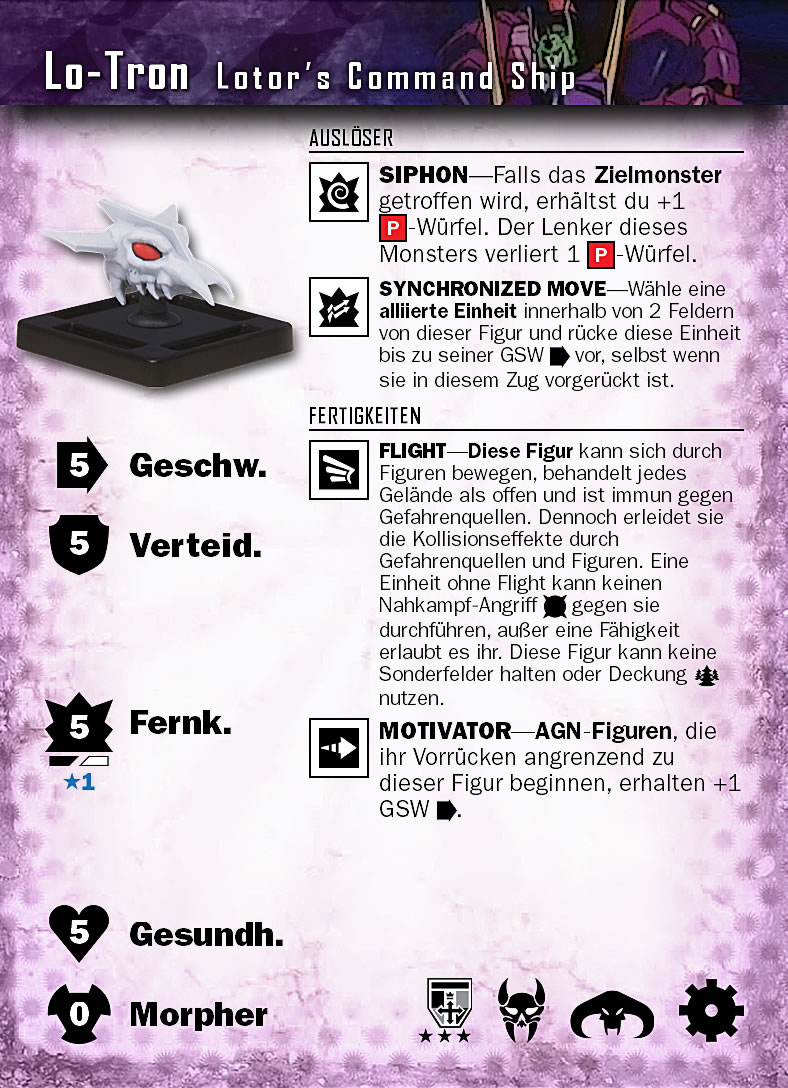 Lo-Tron Lotor's Command Ship
AUSLÖSER
SIPHON—Falls das Zielmonster
getroffen wird, erhältst du +1
P-Würfel. Der Lenker dieses
Monsters verliert 1 P-Würfel.
SYNCHRONIZED MOVE—Wähle eine
alliierte Einheit innerhalb von 2 Feldern
von dieser Figur und rücke diese Einheit
bis zu seiner GSW vor, selbst wenn
sie in diesem Zug vorgerückt ist.
FERTIGKEITEN
FLIGHT—Diese Figur kann sich durch
Figuren bewegen, behandelt jedes
Gelände als offen und ist immun gegen
Gefahrenquellen. Dennoch erleidet sie
die Kollisionseffekte durch
Gefahrenquellen und Figuren. Eine
Einheit ohne Flight kann keinen
Nahkampf-Angriff gegen sie
durchführen, außer eine Fähigkeit
erlaubt es ihr. Diese Figur kann keine
Sonderfelder halten oder Deckung
nutzen.
MOTIVATOR—AGN-Figuren, die
ihr Vorrücken angrenzend zu
dieser Figur beginnen, erhalten +1
GSW.
5 Geschw.
5 Verteid.
5 Fernk.
★1
5 Gesundh.
0 Morpher